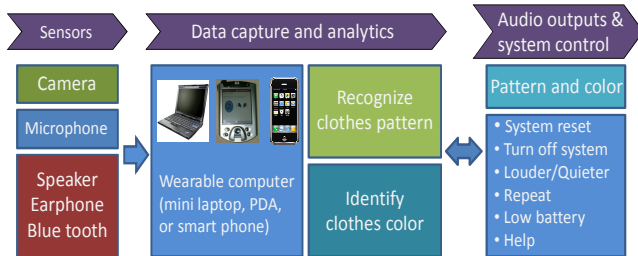 Sensors
Data capture and analytics
Audio outputs &
system control
Camera
Microphone
Speaker
Earphone
Blue tooth
Wearable computer
(mini laptop, PDA,
or smart phone)
Recognize
clothes pattern
Identify
clothes color
Pattern and color
• System reset
• Turn off system
• Louder/Quieter
• Repeat
• Low battery
• Help